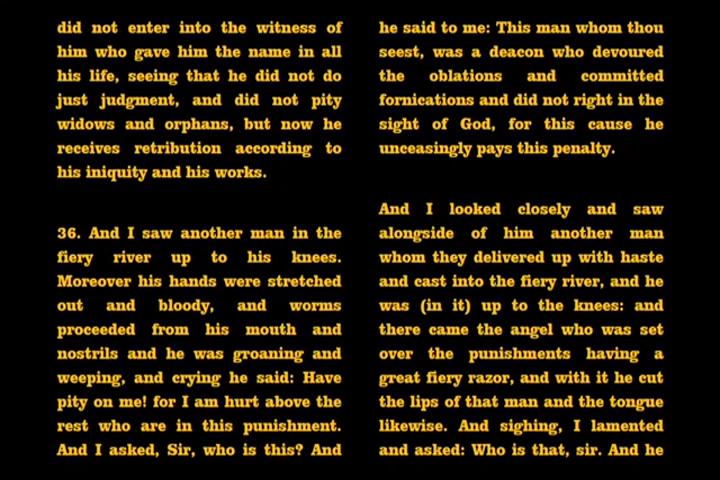 did not enter into the witness of
him who gave him the name in all
his life, seeing that he did not do
just judgment, and did not pity
widows and orphans, but now he
receives retribution according to
his iniquity and his works.
36. And I saw another man in the
fiery river up to his knees.
Moreover his hands were stretched
out and bloody, and worms
proceeded from his mouth and
nostrils and he was groaning and
weeping, and crying he said: Have
pity on me! for I am hurt above the
rest who are in this punishment.
And I asked, Sir, who is this? And
he said to me: This man whom thou
seest, was a deacon who devoured
the oblations and committed
fornications and did not right in the
sight of God, for this cause he
unceasingly pays this penalty.
And I looked closely and saw
alongside of him another man
whom they delivered up with haste
and cast into the fiery river, and he
was (in it) up to the knees: and
there came the angel who was set
over the punishments having a
great fiery razor, and with it he cut
the lips of that man and the tongue
likewise. And sighing, I lamented
and asked: Who is that, sir. And he